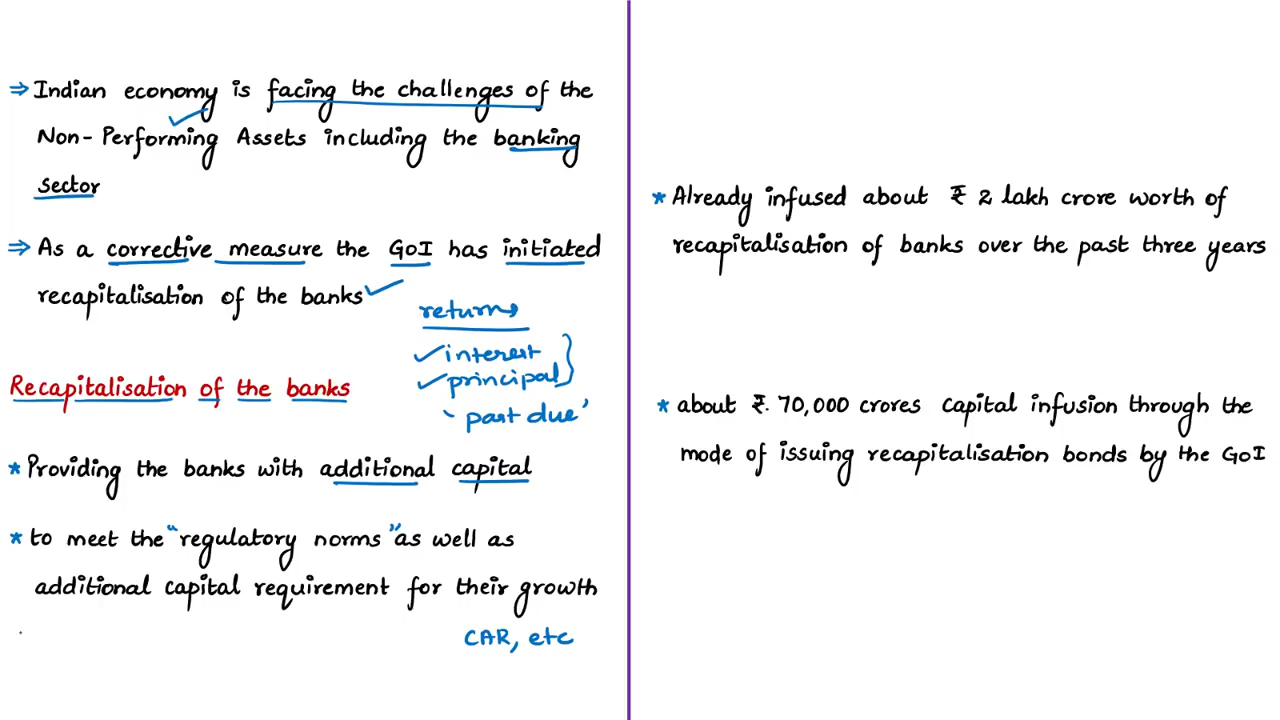 ⇒ Indian economy is facing the challenges of the
Non-Performing Assets including the banking
sector
⇒ As a corrective measure the GoI has initiated
recapitalisation of the banks
return
interest
principal
'past due'
Recapitalisation of the banks
* Providing the banks with additional capital
* to meet the "regulatory norms" as well as
additional capital requirement for their growth
CAR, etc
* Already infused about ₹ 2 lakh crore worth of
recapitalisation of banks over the past three years
* about ₹. 70,000 crores capital infusion through the
mode of issuing recapitalisation bonds by the GoI